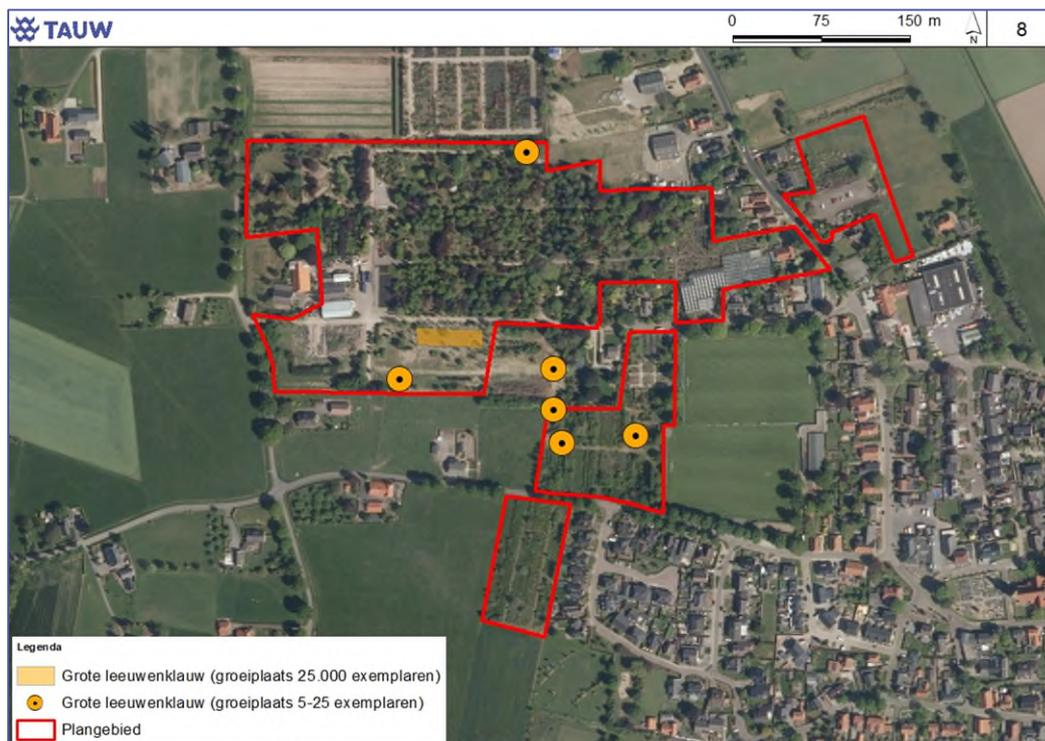 TAUW
0 75 150 m
N
8
Legenda
Grote leeuwenklauw (groeiplaats 25.000 exemplaren)
Grote leeuwenklauw (groeiplaats 5-25 exemplaren)
Plangebied